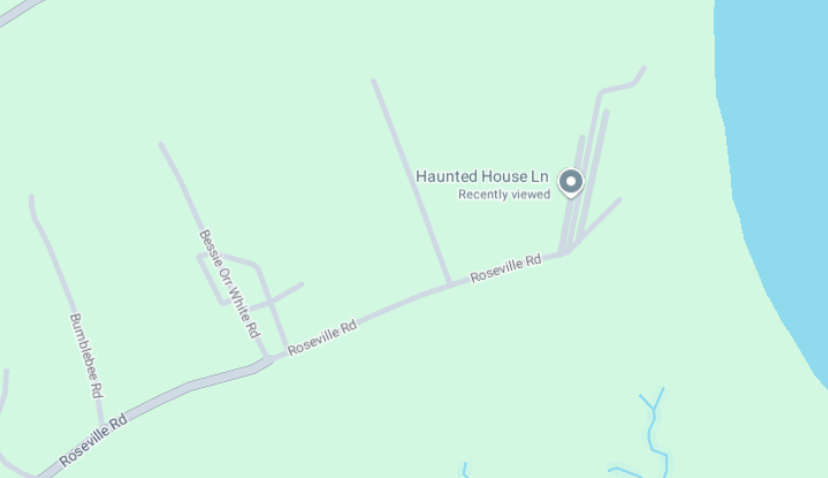 Haunted House Ln
Recently viewed
Roseville Rd
Bessie Orr White Rd
Roseville Rd
Bumblebee Rd
Roseville Rd